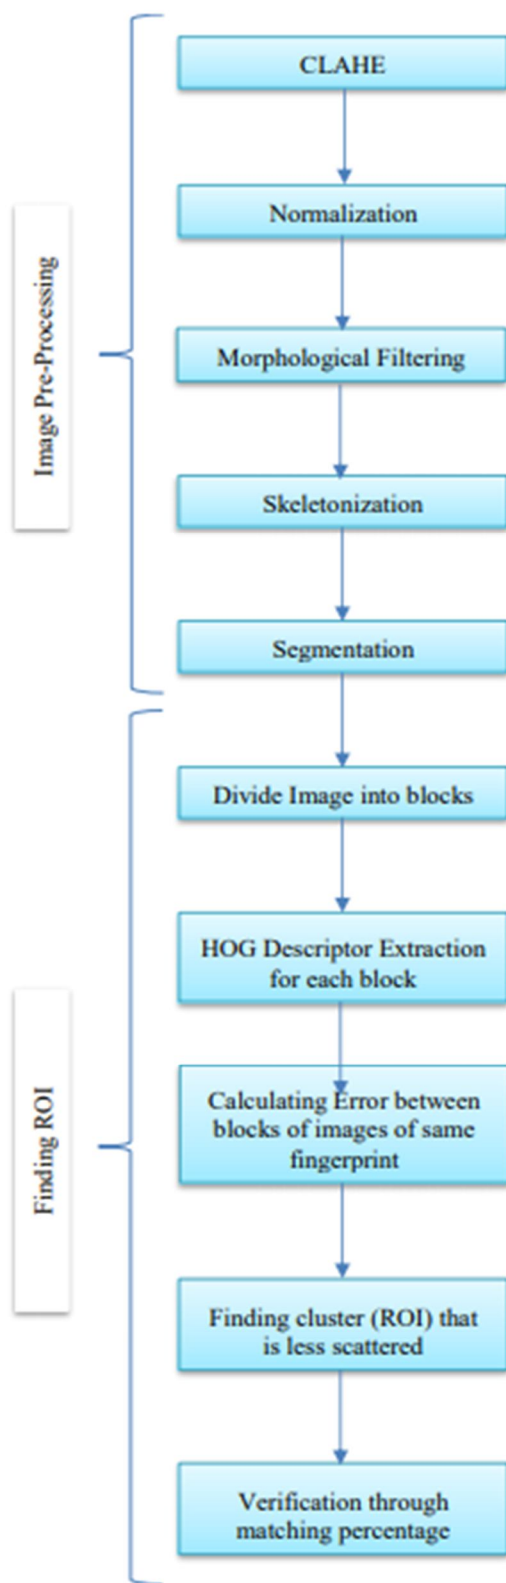 CLAHE
Normalization
Image Pre-Processing
Morphological Filtering
Skeletonization
Segmentation
Divide Image into blocks
HOG Descriptor Extraction
for each block
Finding ROI
Calculating Error between
blocks of images of same
fingerprint
Finding cluster (ROI) that
is less scattered
Verification through
matching percentage